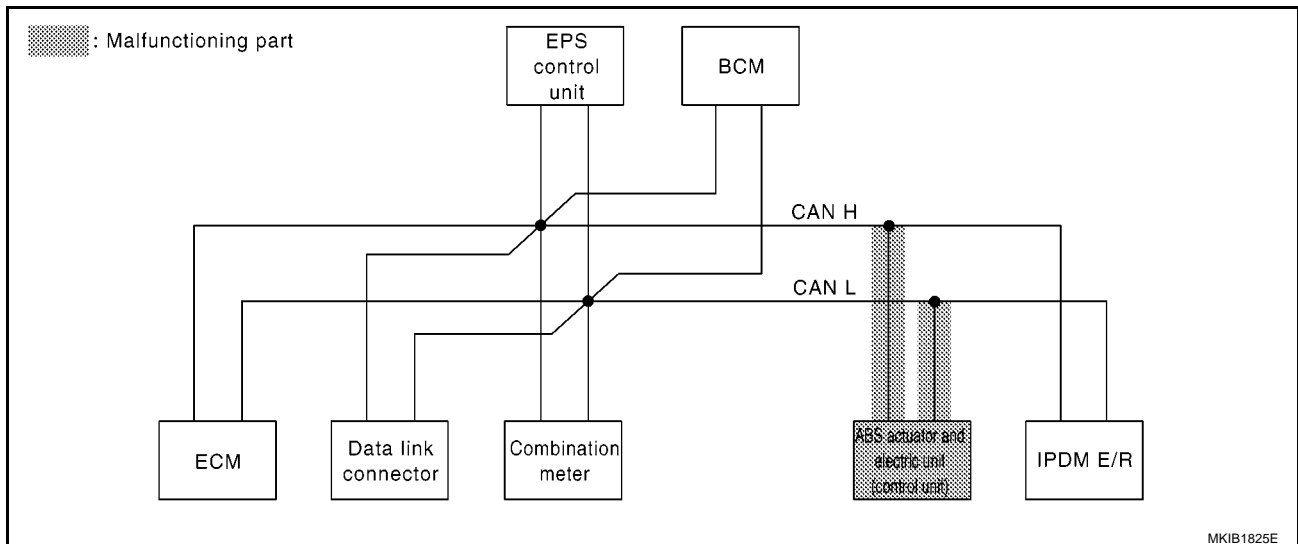 : Malfunctioning part
EPS
control
unit
BCM
CAN H
CAN L
ECM
Data link
connector
Combination
meter
ABS actuator and
electric unit
(control unit)
IPDM E/R
MKIB1825E